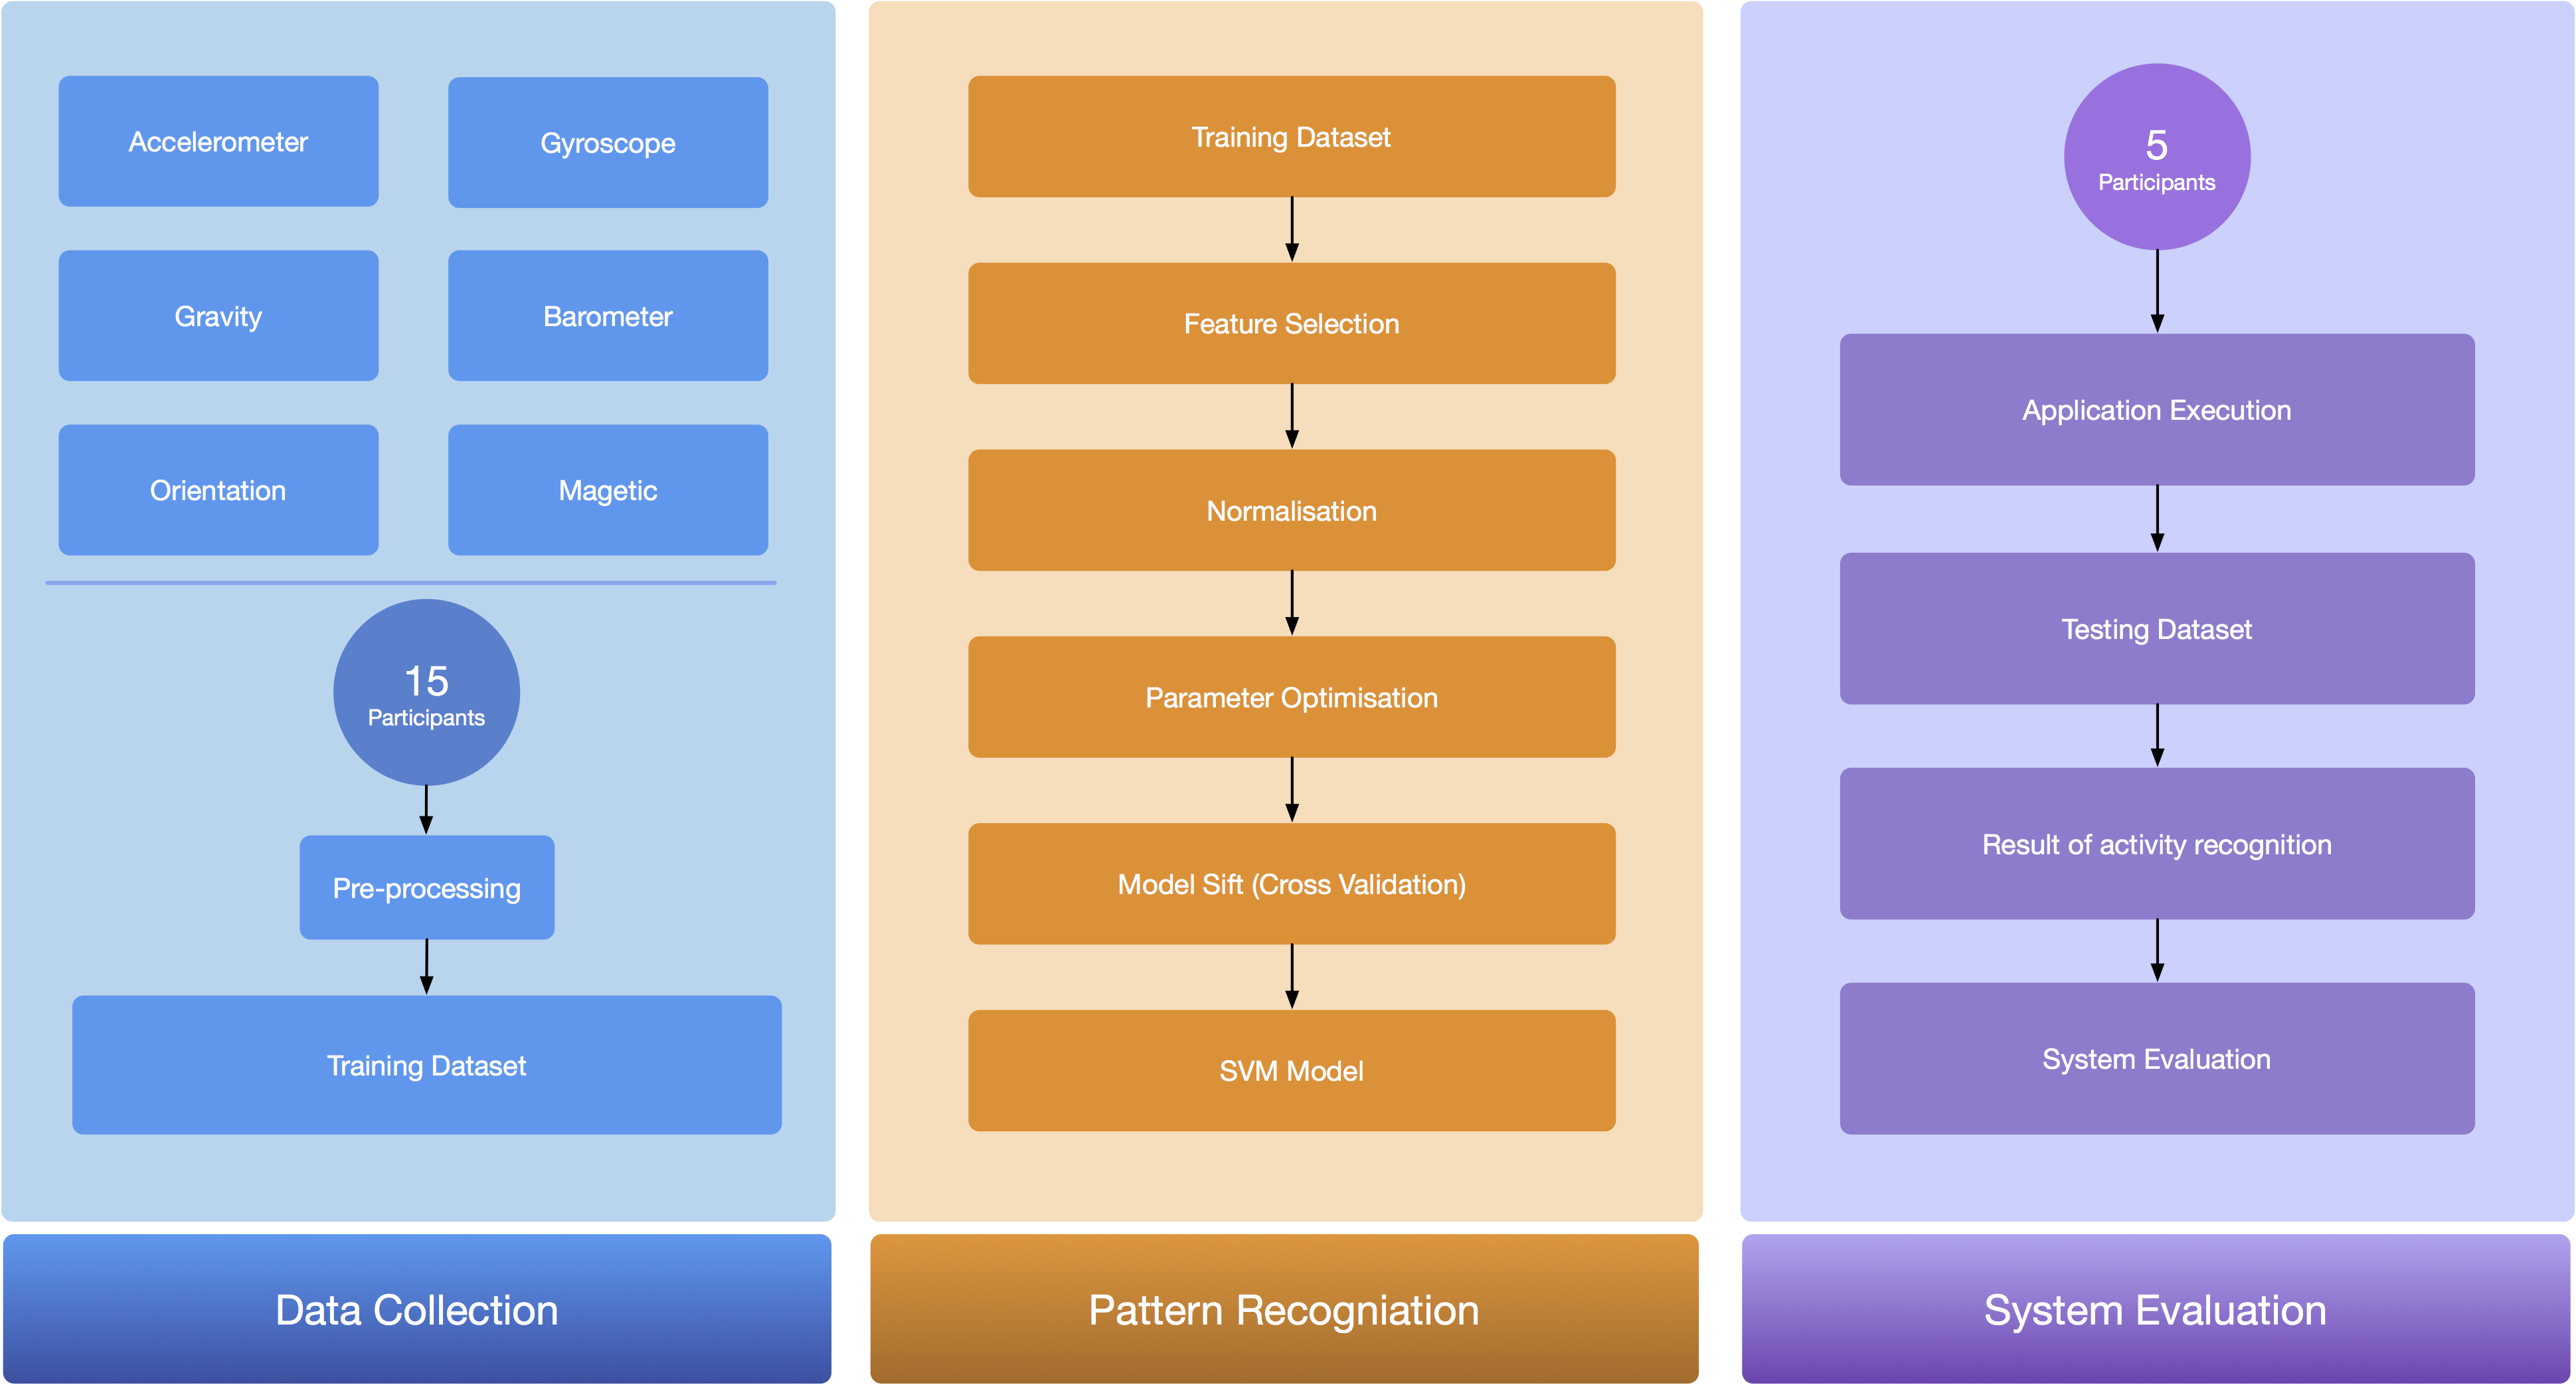 Accelerometer
Gyroscope
Gravity
Barometer
Orientation
Magetic
15
Participants
Pre-processing
Training Dataset
Data Collection
Training Dataset
Feature Selection
Normalisation
Parameter Optimisation
Model Sift (Cross Validation)
SVM Model
Pattern Recogniation
5
Participants
Application Execution
Testing Dataset
Result of activity recognition
System Evaluation
System Evaluation